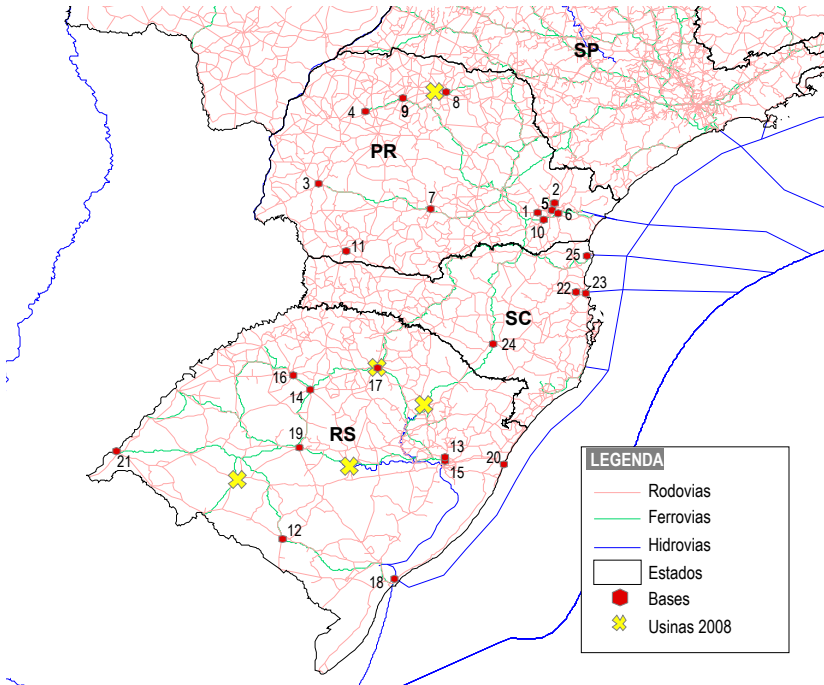 SP
8
9
4
PR
3
2
5
1
6
7
10
11
25
22
23
SC
24
16
17
14
RS
19
13
20
21
15
12
18
LEGENDA
Rodovias
Ferrovias
Hidrovias
Estados
Bases
Usinas 2008